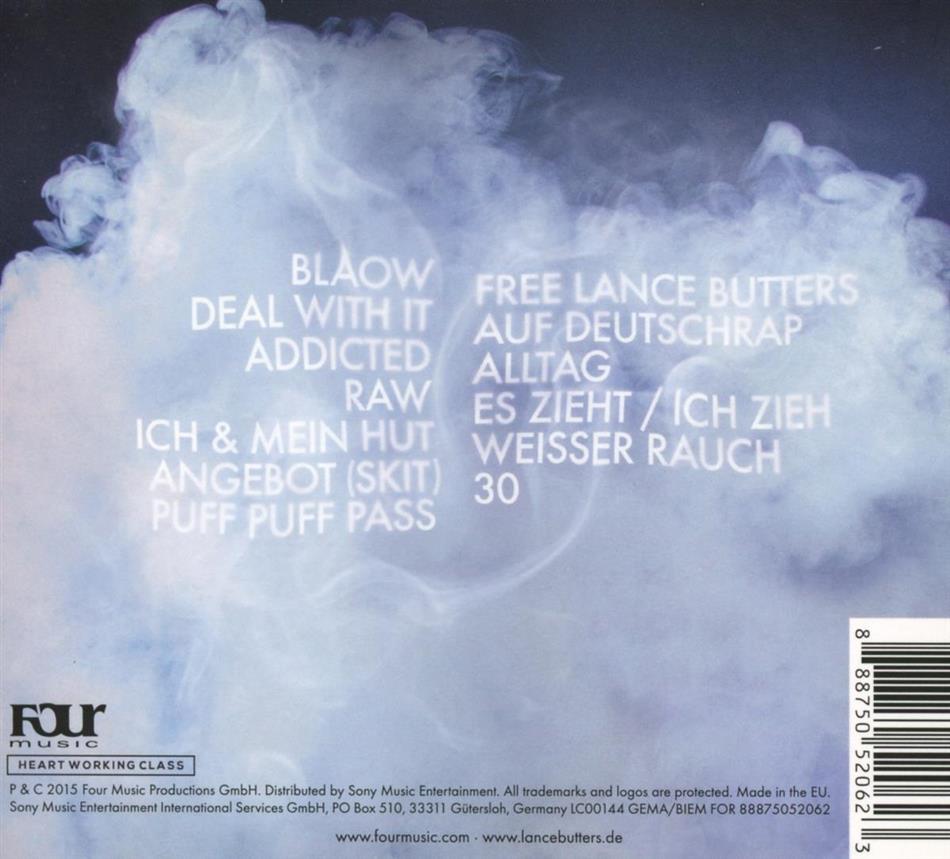 BLAOW
DEAL WITH IT
ADDICTED
RAW
ICH & MEIN HUT
ANGEBOT (SKIT)
PUFF PUFF PASS
FREE LANCE BUTTERS
AUF DEUTSCHRAP
ALLTAG
ES ZIEHT / ICH ZIEH
WEISSER RAUCH
30
FOUR
music
HEART WORKING CLASS
P & C 2015 Four Music Productions GmbH. Distributed by Sony Music Entertainment. All trademarks and logos are protected. Made in the EU.
Sony Music Entertainment International Services GmbH, PO Box 510, 33311 Gütersloh, Germany LC00144 GEMA/BIEM FOR 88875052062
www.fourmusic.com · www.lancebutters.de
8 88750 52062 3